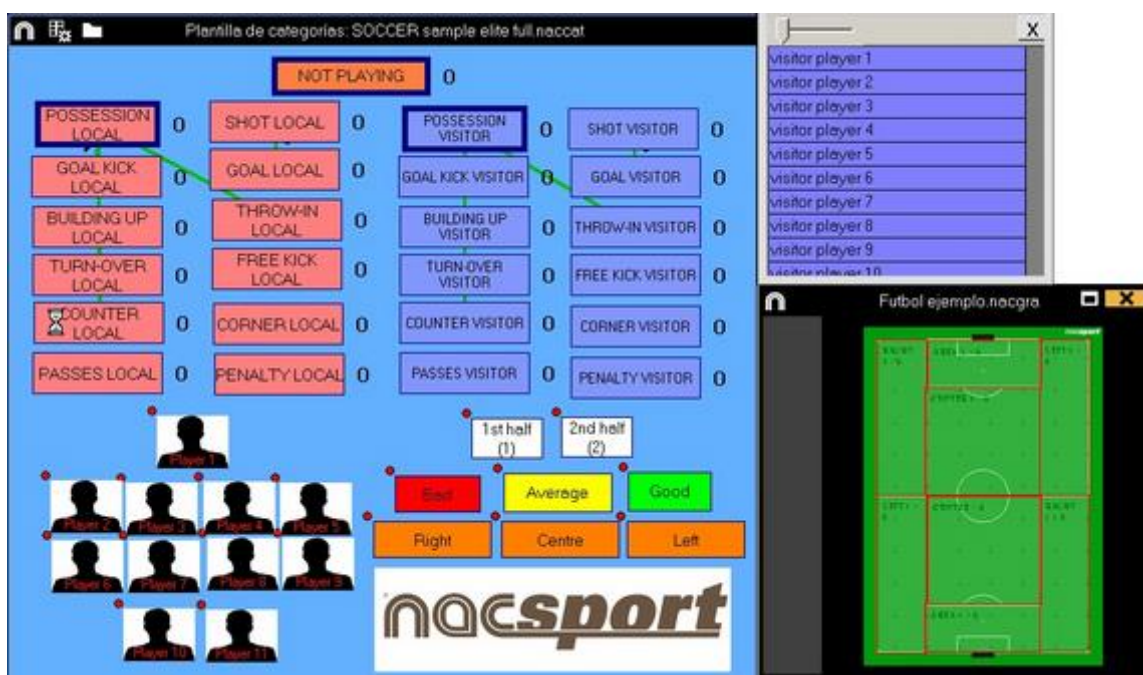 Plantilla de categorías: SOCCER sample elite full.naccat
X
NOT PLAYING 0
POSSESSION LOCAL 0
SHOT LOCAL 0
POSSESSION VISITOR 0
SHOT VISITOR 0
GOAL KICK LOCAL 0
GOAL LOCAL 0
GOAL KICK VISITOR 0
GOAL VISITOR 0
BUILDING UP LOCAL 0
THROW-IN LOCAL 0
BUILDING UP VISITOR 0
THROW-IN VISITOR 0
TURN-OVER LOCAL 0
FREE KICK LOCAL 0
TURN-OVER VISITOR 0
FREE KICK VISITOR 0
COUNTER LOCAL 0
CORNER LOCAL 0
COUNTER VISITOR 0
CORNER VISITOR 0
PASSES LOCAL 0
PENALTY LOCAL 0
PASSES VISITOR 0
PENALTY VISITOR 0
Player 1
Player 2 Player 3 Player 4 Player 5
Player 6 Player 7 Player 8 Player 9
Player 10 Player 11
1st half (1)
2nd half (2)
Bad Average Good
Right Centre Left
nacsport
visitor player 1
visitor player 2
visitor player 3
visitor player 4
visitor player 5
visitor player 6
visitor player 7
visitor player 8
visitor player 9
visitor player 10
Futbol ejemplo.nacgra
X
nacsport